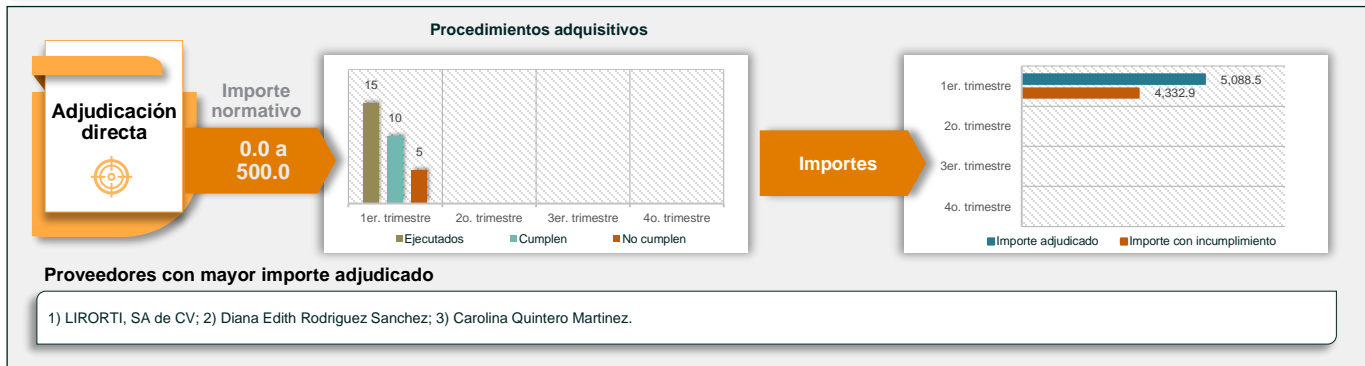 Procedimientos adquisitivos
Adjudicación
directa
Importe
normativo
0.0 a
500.0
15
10
5
1er. trimestre
2o. trimestre
3er. trimestre
4o. trimestre
Ejecutados
Cumplen
No cumplen
Importes
1er. trimestre
5,088.5
4,332.9
2o. trimestre
3er. trimestre
4o. trimestre
Importe adjudicado
Importe con incumplimiento
Proveedores con mayor importe adjudicado
1) LIRORTI, SA de CV; 2) Diana Edith Rodriguez Sanchez; 3) Carolina Quintero Martinez.